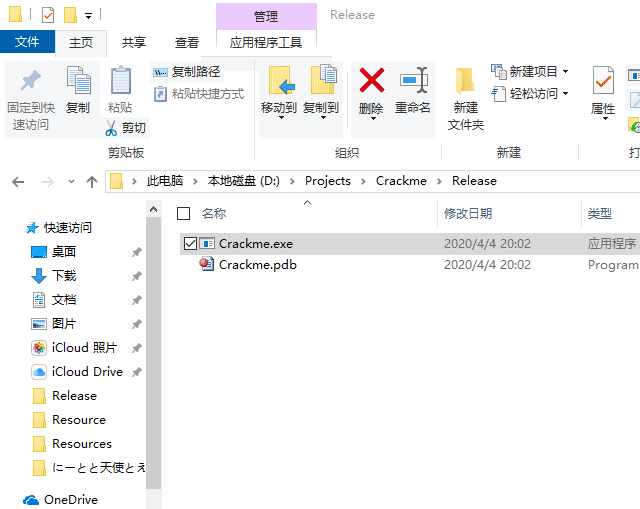 管理
Release
文件
主页
共享
查看
应用程序工具
固定到快速访问
复制
粘贴
复制路径
粘贴快捷方式
剪切
剪贴板
移动到
复制到
删除
重命名
组织
新建
文件夹
新建项目
轻松访问
新建
属性
打
此电脑
本地磁盘 (D:)
Projects
Crackme
Release
名称
修改日期
类型
快速访问
桌面
下载
文档
图片
iCloud 照片
iCloud Drive
Release
Resource
Resources
にーとと天使とえ
OneDrive
Crackme.exe
2020/4/4 20:02
应用程序
Crackme.pdb
2020/4/4 20:02
Program